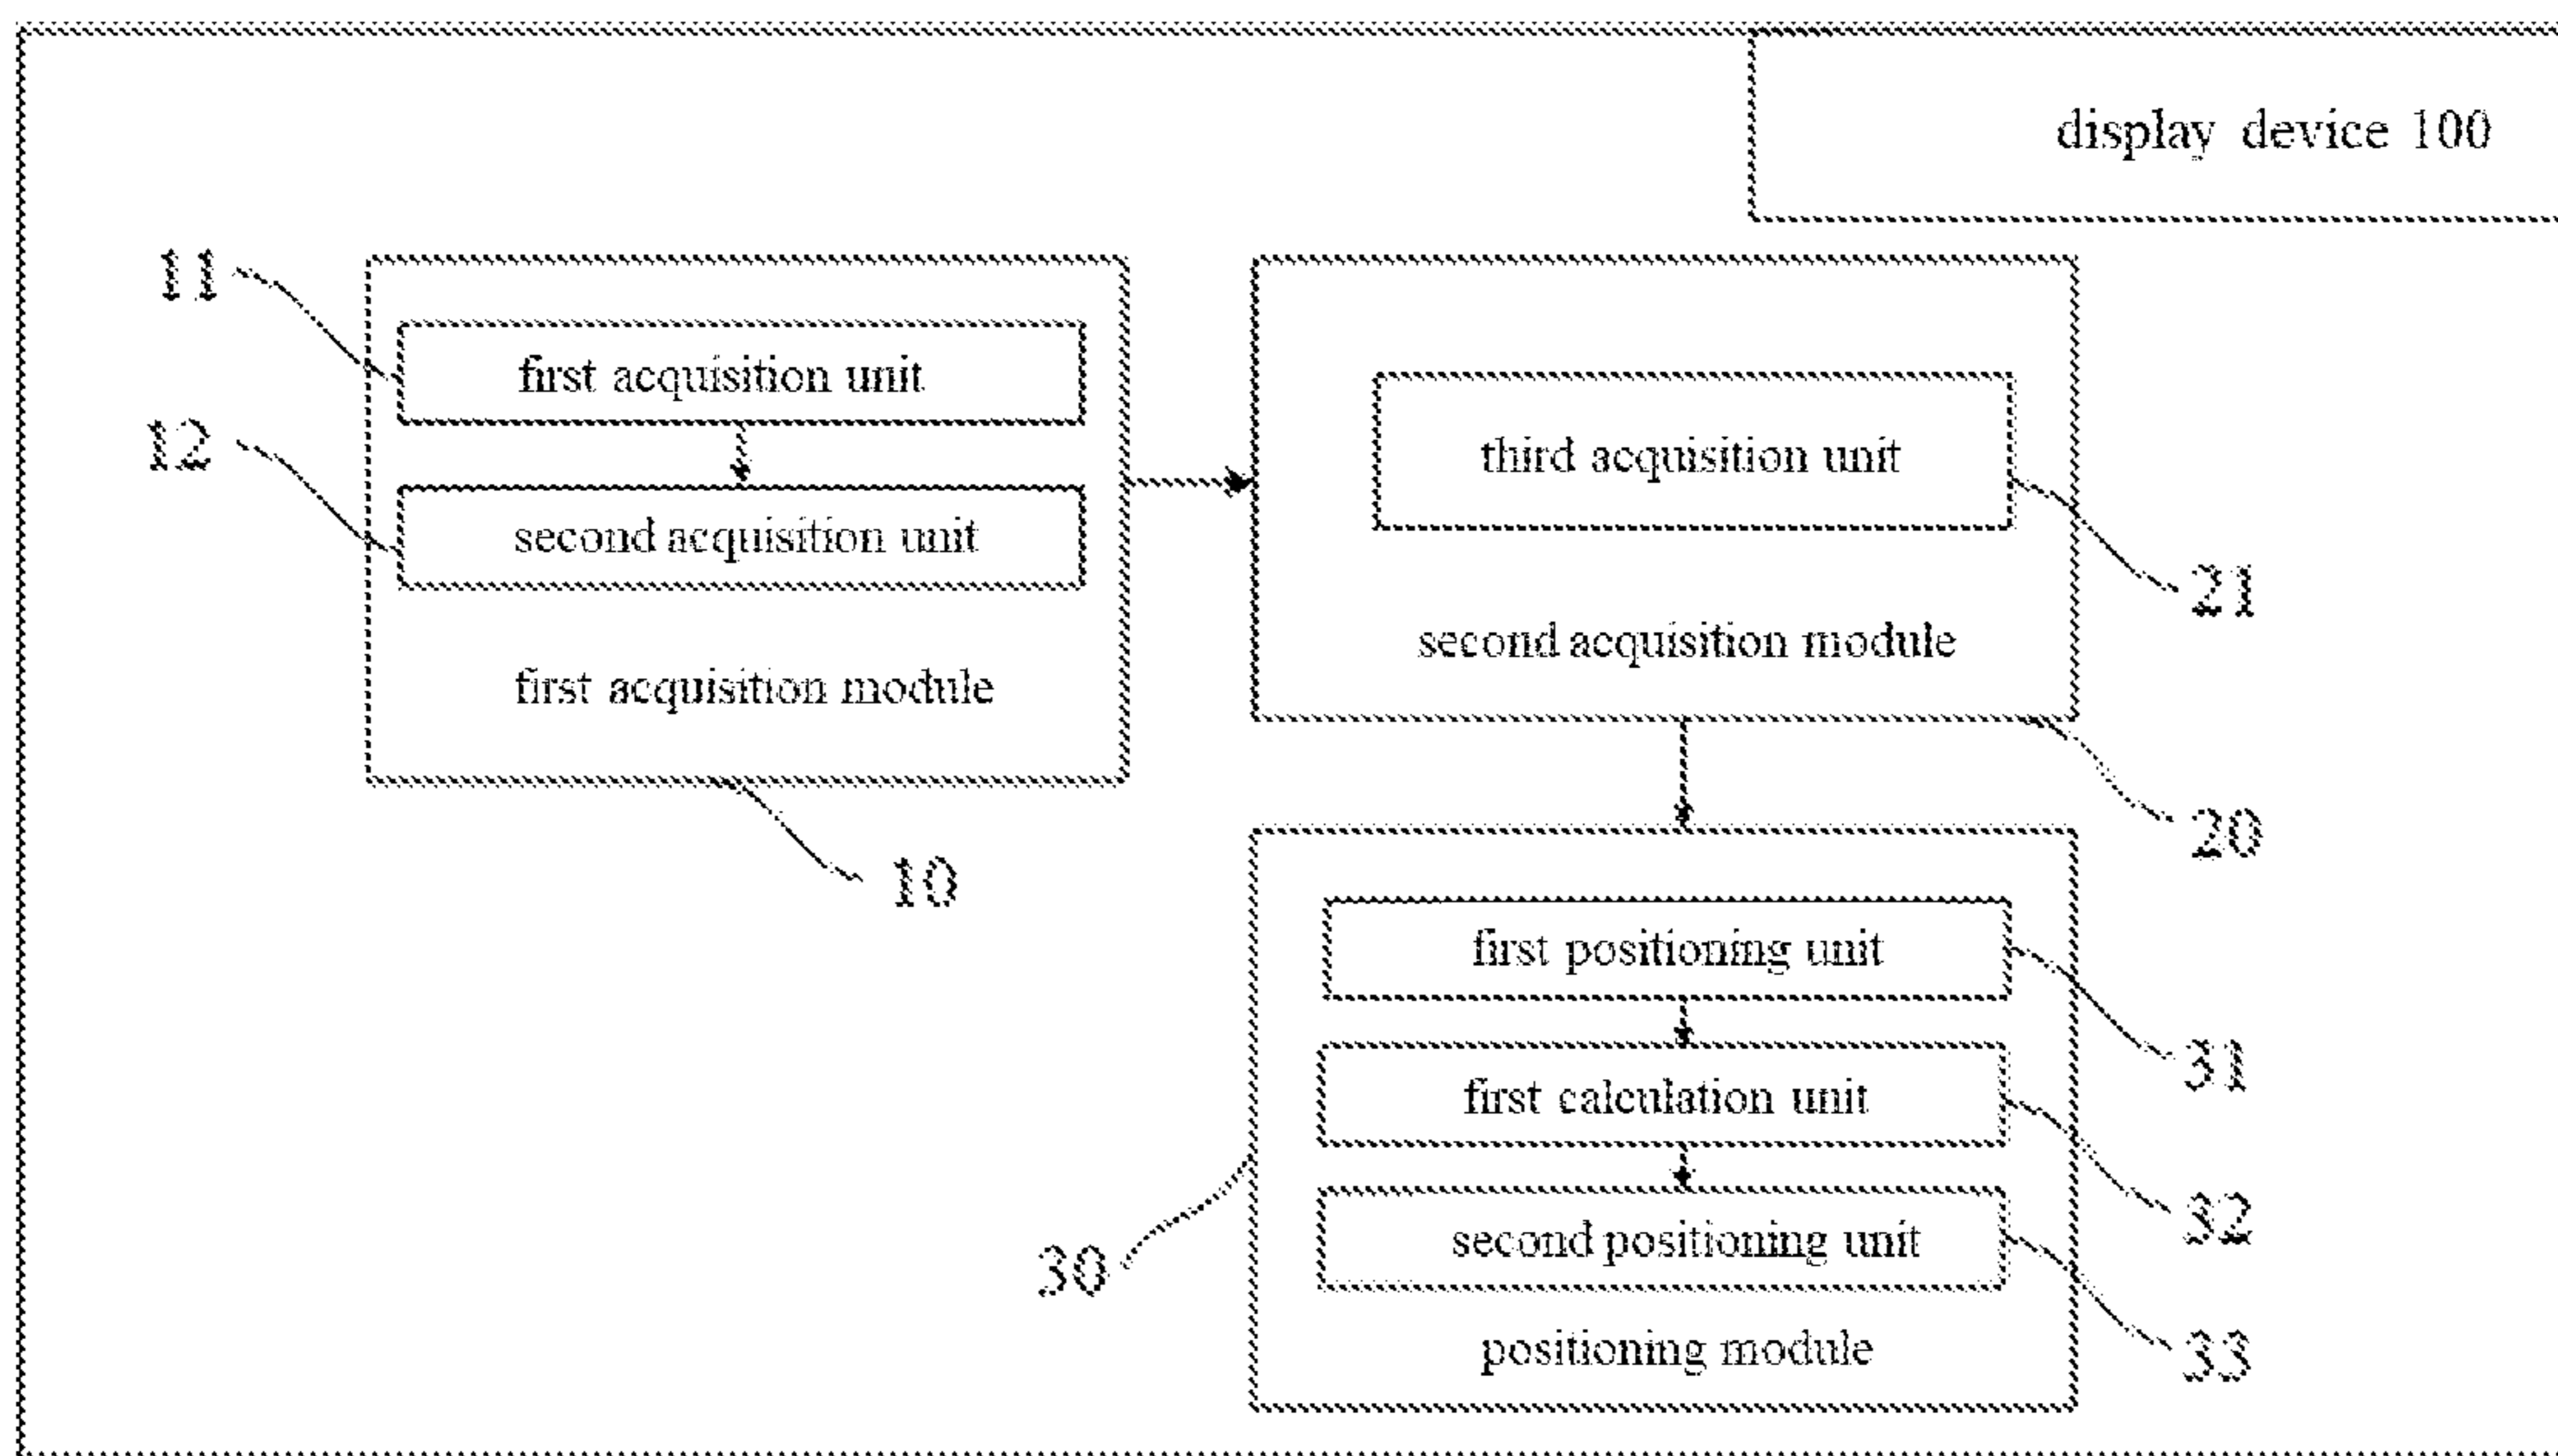 display device 100
11
first acquisition unit
12
second acquisition unit
first acquisition module
10
third acquisition unit
21
second acquisition module
20
first positioning unit
31
first calculation unit
32
second positioning unit
33
30
positioning module